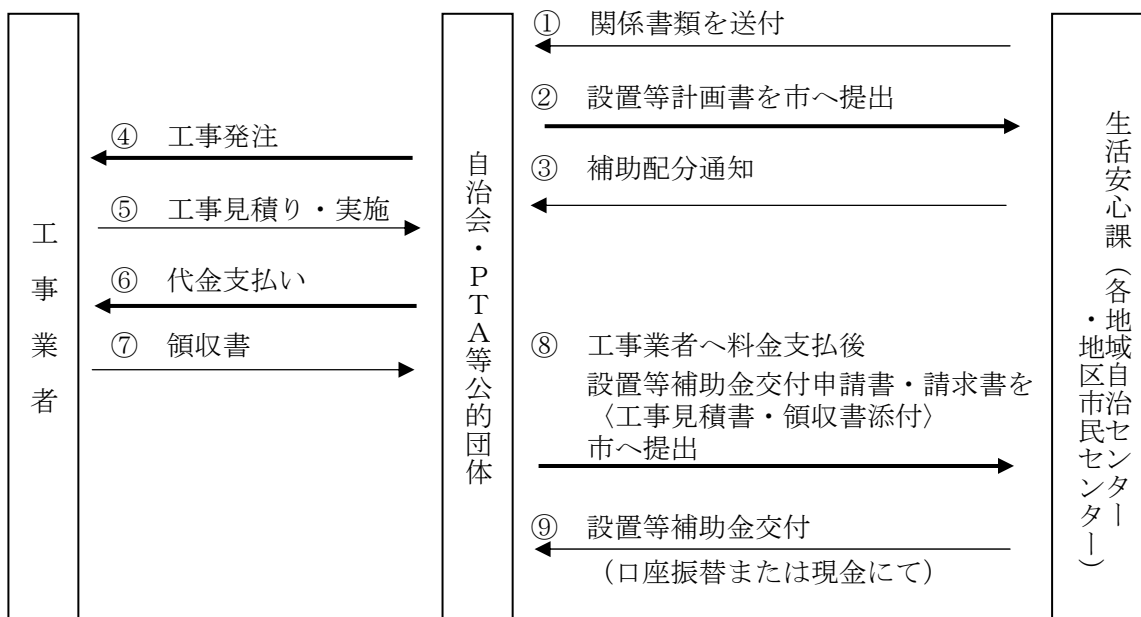 ① 関係書類を送付
② 設置等計画書を市へ提出
③ 補助配分通知
④ 工事発注
⑤ 工事見積り・実施
⑥ 代金支払い
⑦ 領収書
⑧ 工事業者へ料金支払後
設置等補助金交付申請書・請求書を
〈工事見積書・領収書添付〉
市へ提出
⑨ 設置等補助金交付
（口座振替または現金にて）
工事業者
自治会・ＰＴＡ等公的団体
生活安心課（各地域自治センター
・地区市民センター）